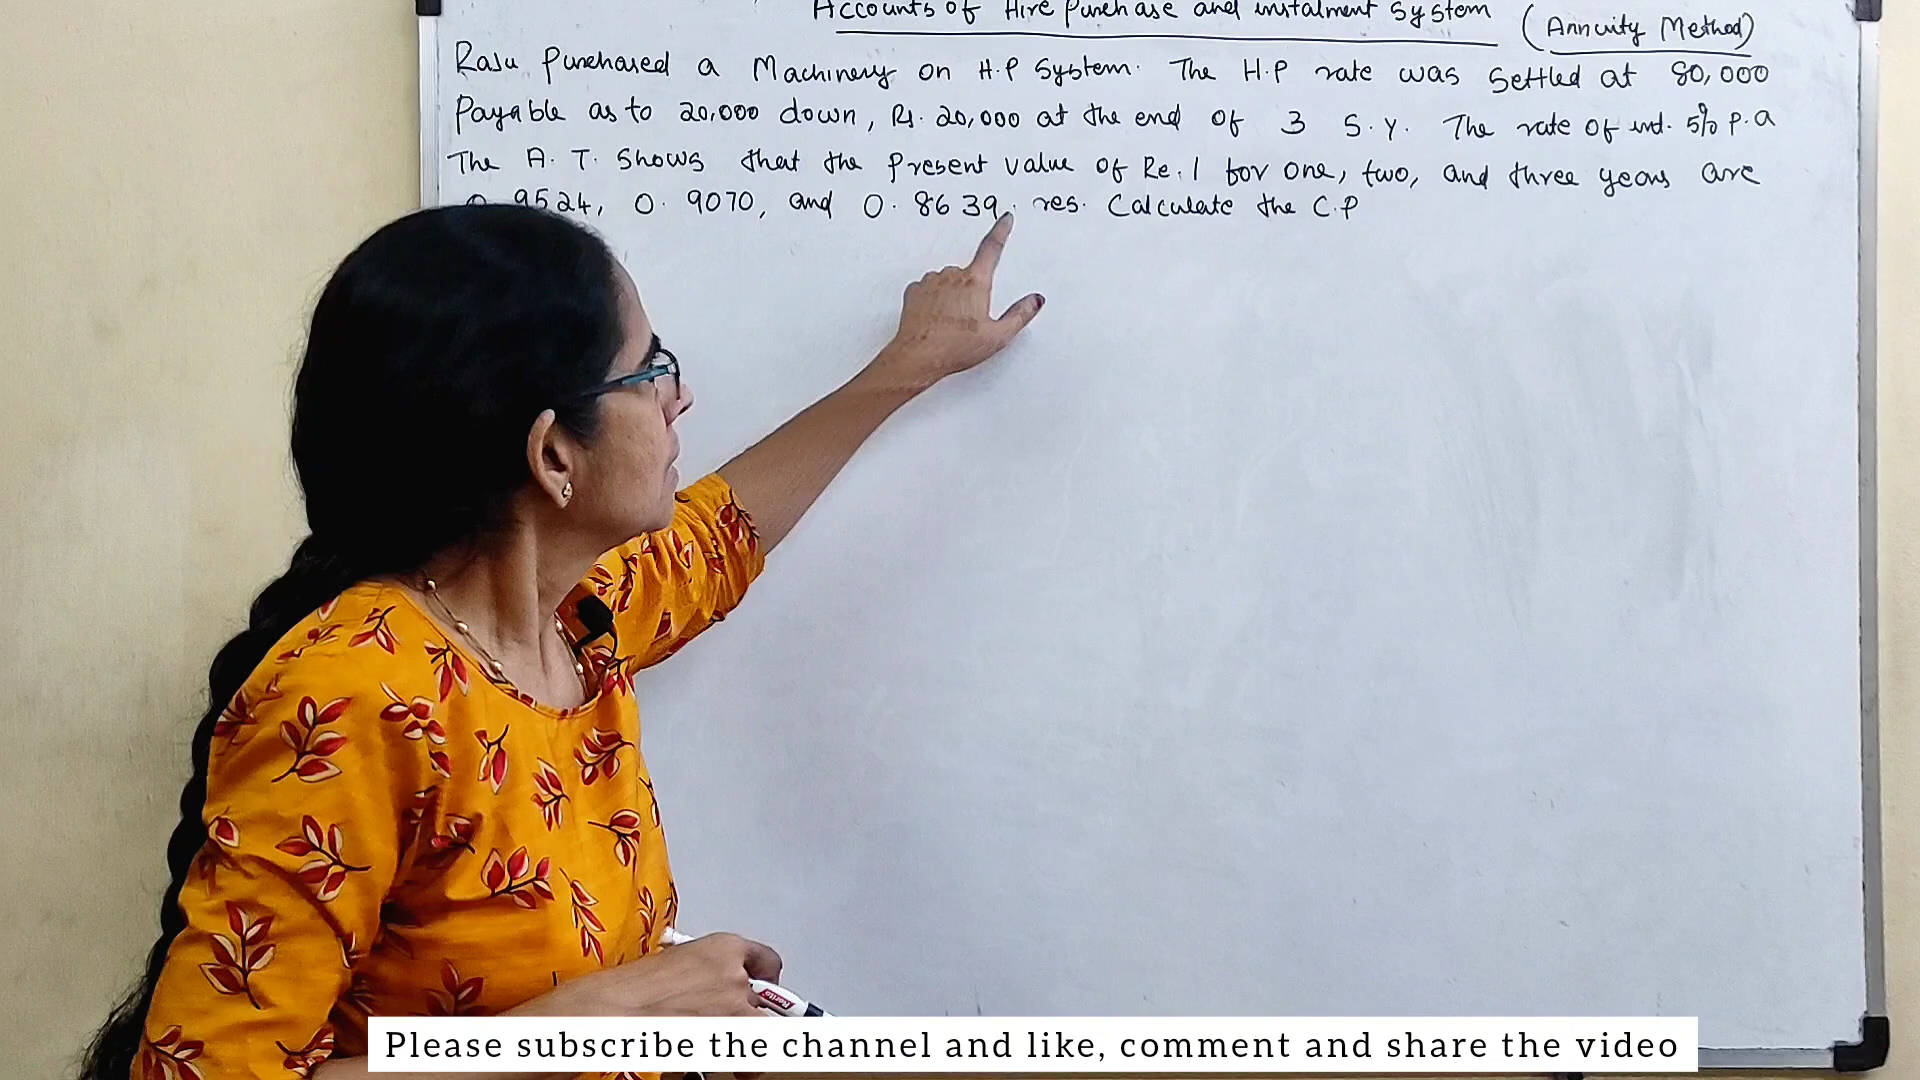 Accounts of Hire Purchase and instalment System (Annuity Method)
Raju Purchased a Machinery on H.P System. The H.P rate was Settled at 80,000
Payable as to 20,000 down, Rs. 20,000 at the end of 3 S.Y. The rate of int. 5% P.a
The A.T. Shows that the Present value of Re.1 for one, two, and three years are
0.9524, 0.9070, and 0.8639. res. Calculate the C.P
Please subscribe the channel and like, comment and share the video